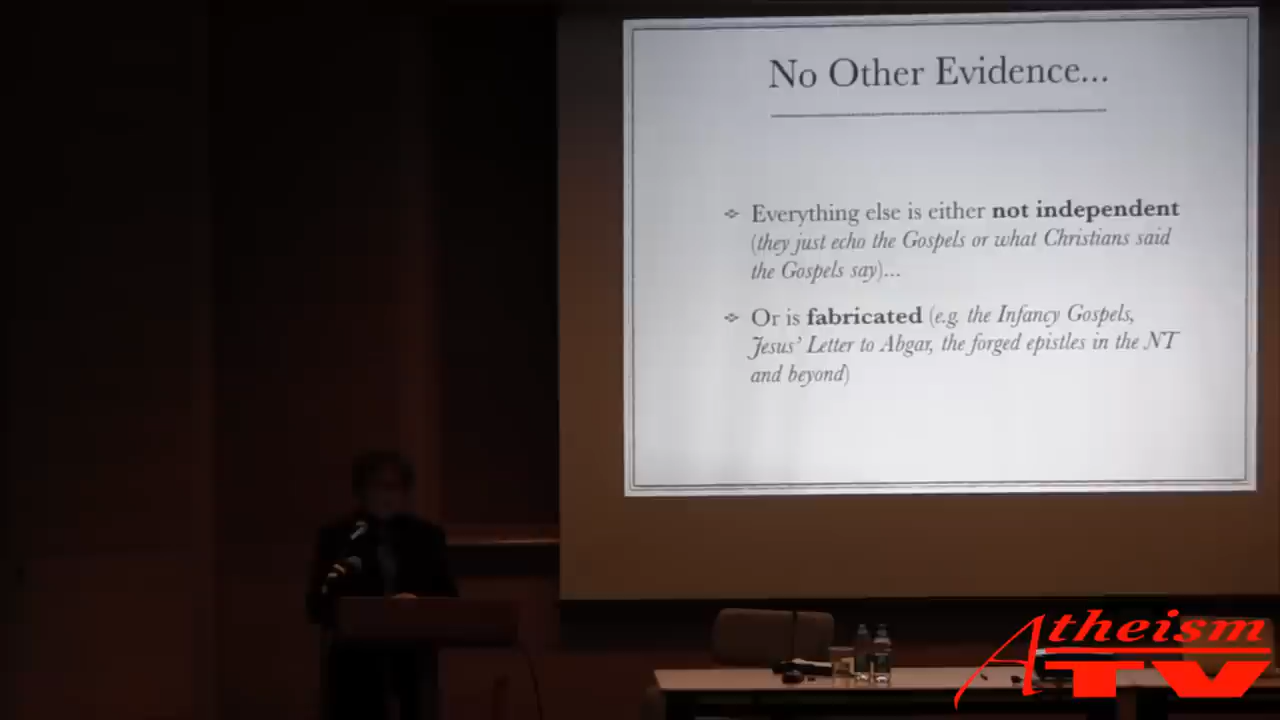 No Other Evidence...
Everything else is either not independent
(they just echo the Gospels or what Christians said
the Gospels say)...
Or is fabricated (e.g. the Infancy Gospels,
Jesus' Letter to Abgar, the forged epistles in the NT
and beyond)
Atheism
TV